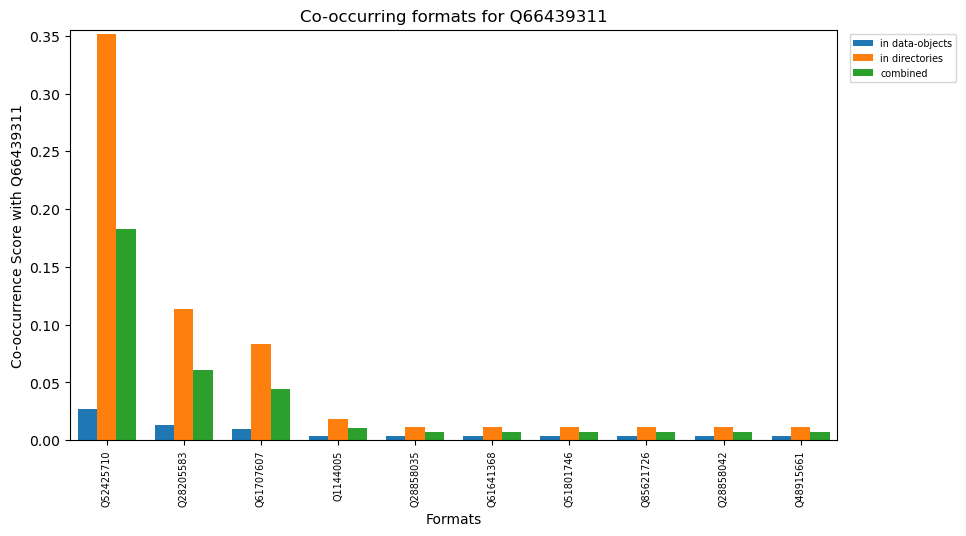 Co-occurring formats for Q66439311
Co-occurrence Score with Q66439311
0.35
0.30
0.25
0.20
0.15
0.10
0.05
0.00
Q52425710
Q28205583
Q61707607
Q1144005
Q28858035
Q61641368
Q51801746
Q85621726
Q28858042
Q48915661
Formats
in data-objects
in directories
combined